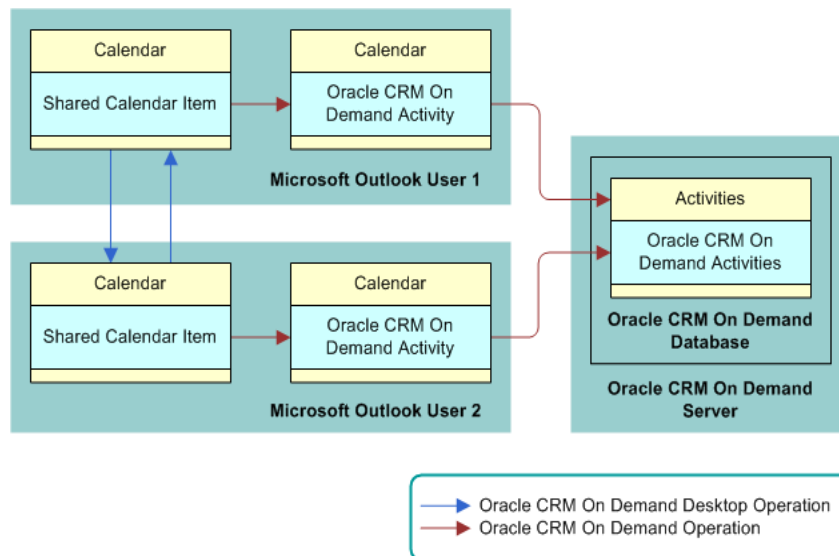 Calendar
Shared Calendar Item
Calendar
Oracle CRM On
Demand Activity
Microsoft Outlook User 1
Calendar
Shared Calendar Item
Calendar
Oracle CRM On
Demand Activity
Microsoft Outlook User 2
Activities
Oracle CRM On
Demand Activities
Oracle CRM On Demand
Database
Oracle CRM On Demand
Server
Oracle CRM On Demand Desktop Operation
Oracle CRM On Demand Operation